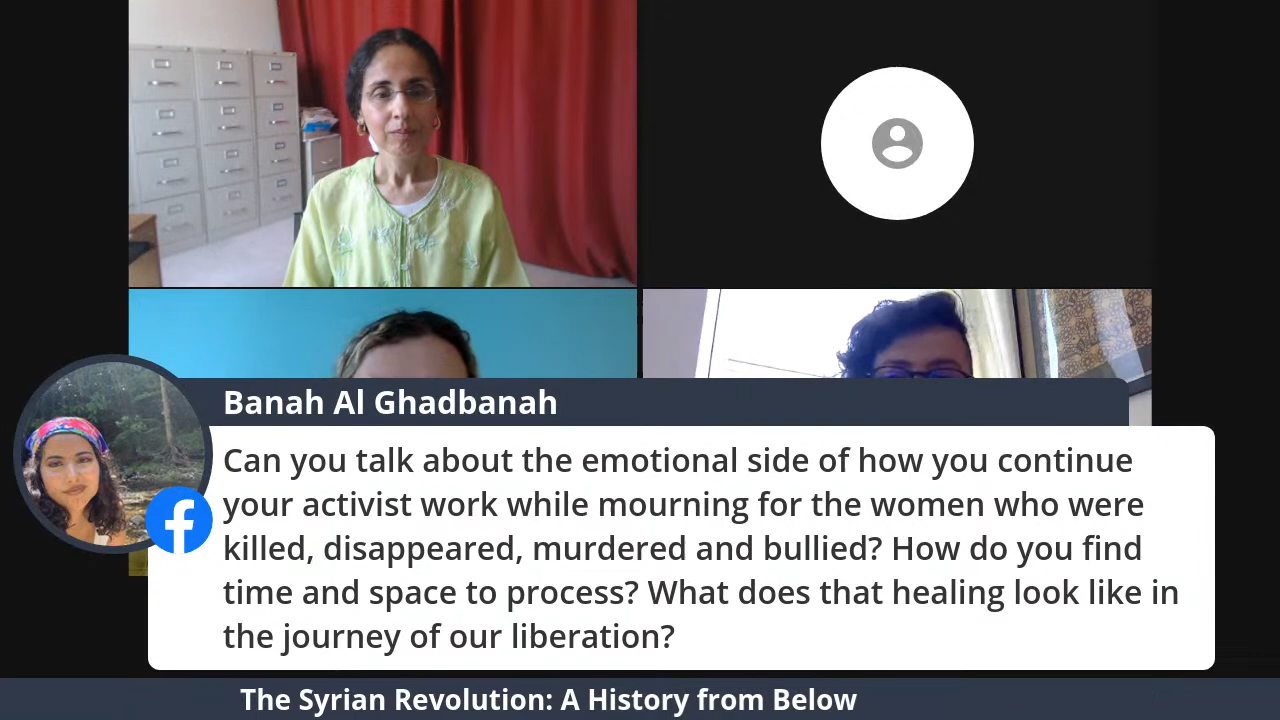 Banah Al Ghadbanah
Can you talk about the emotional side of how you continue
your activist work while mourning for the women who were
killed, disappeared, murdered and bullied? How do you find
time and space to process? What does that healing look like in
the journey of our liberation?
The Syrian Revolution: A History from Below